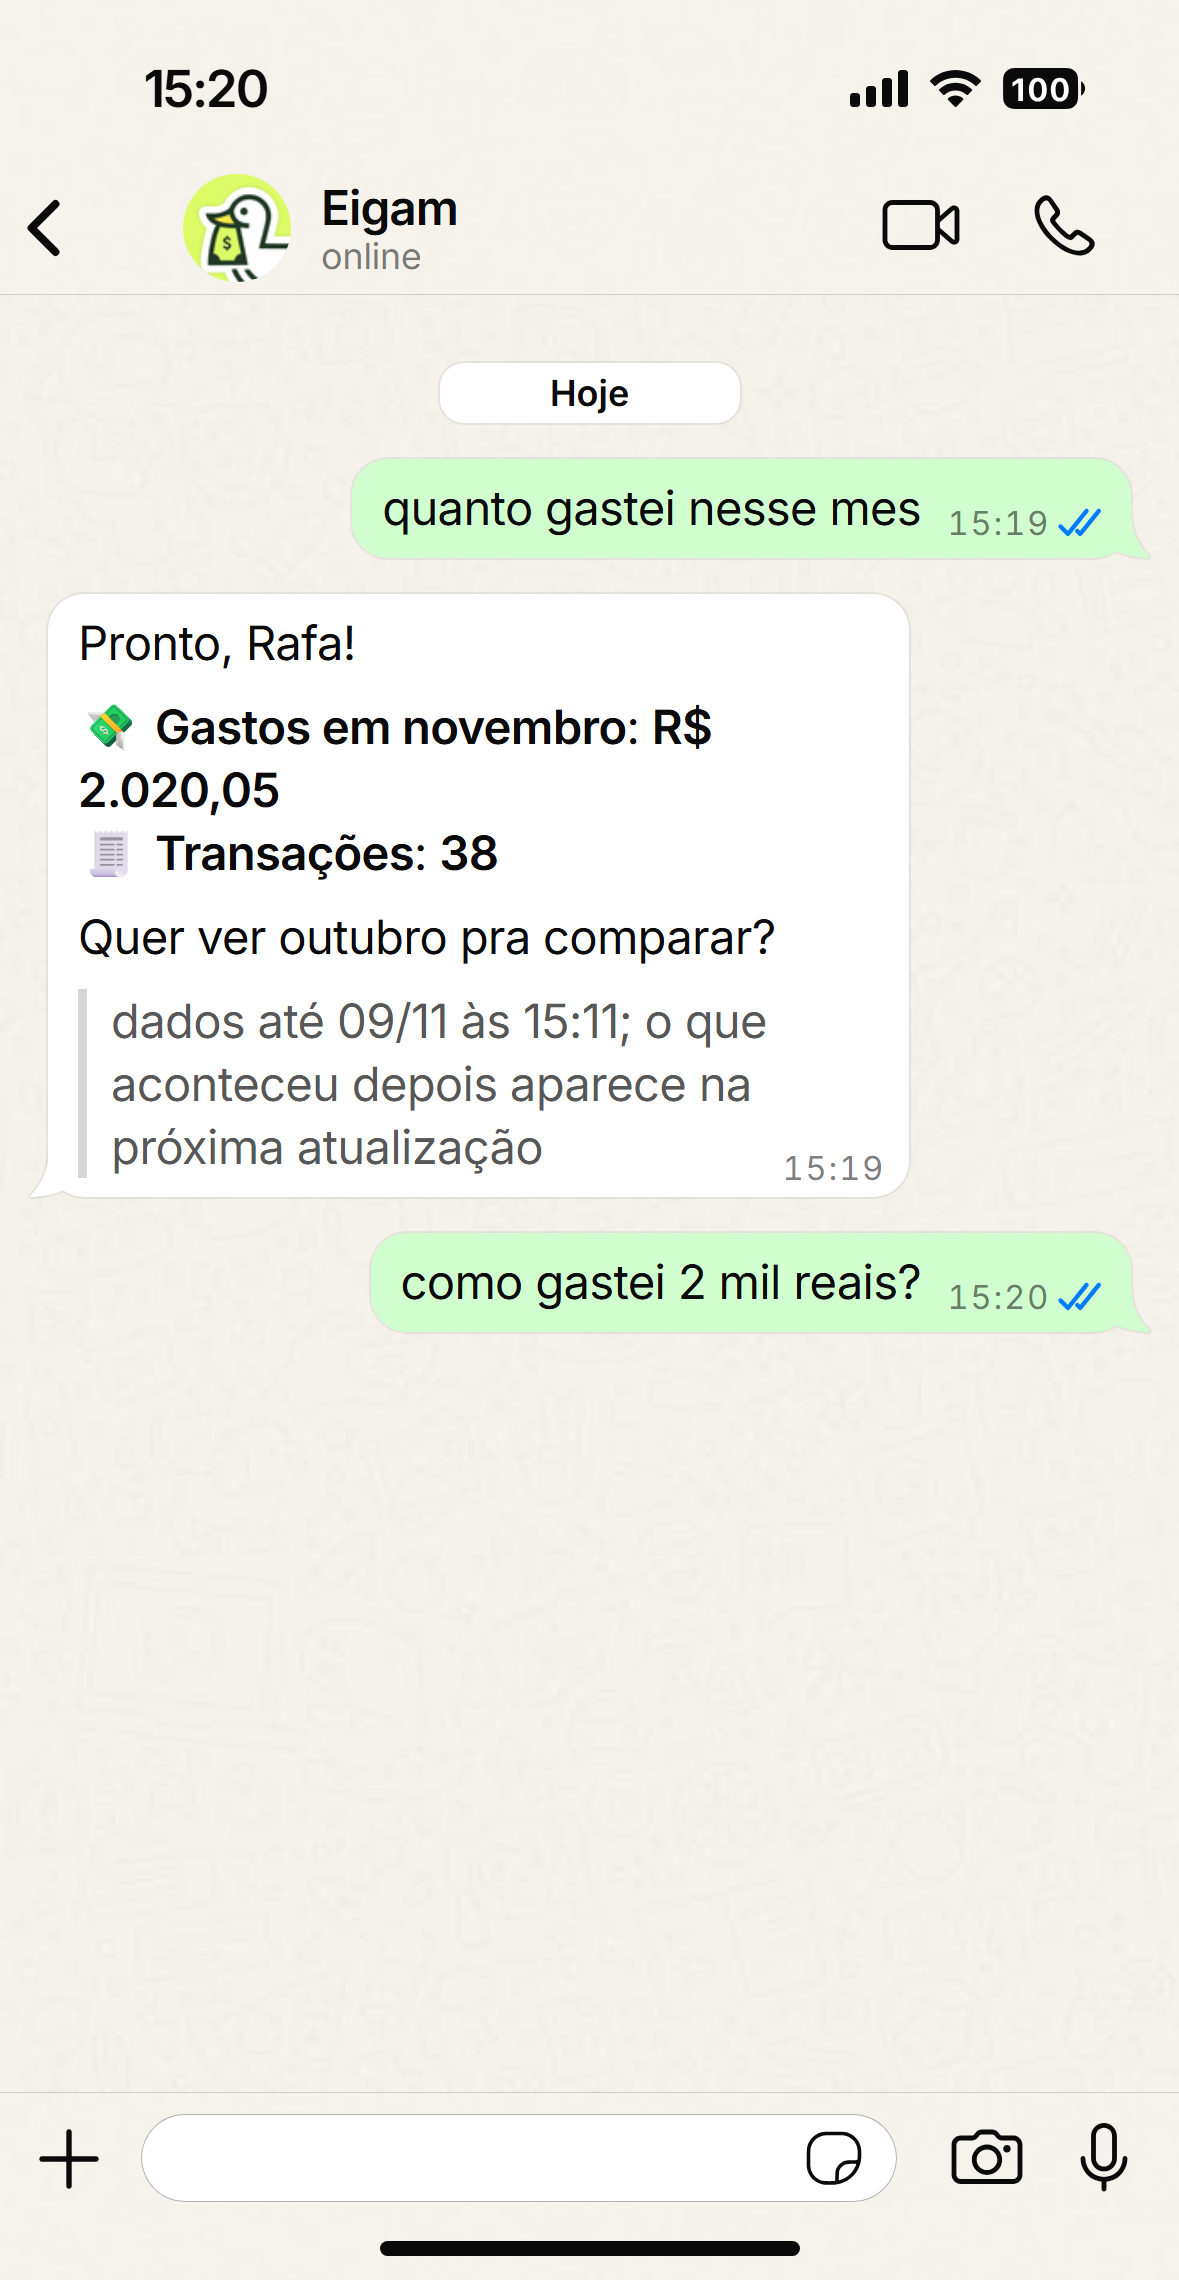 15:20
100
Eigam
online
Hoje
quanto gastei nesse mes 15:19
Pronto, Rafa!
💸 Gastos em novembro: R$
2.020,05
🧾 Transações: 38
Quer ver outubro pra comparar?
dados até 09/11 às 15:11; o que
aconteceu depois aparece na
próxima atualização
15:19
como gastei 2 mil reais? 15:20